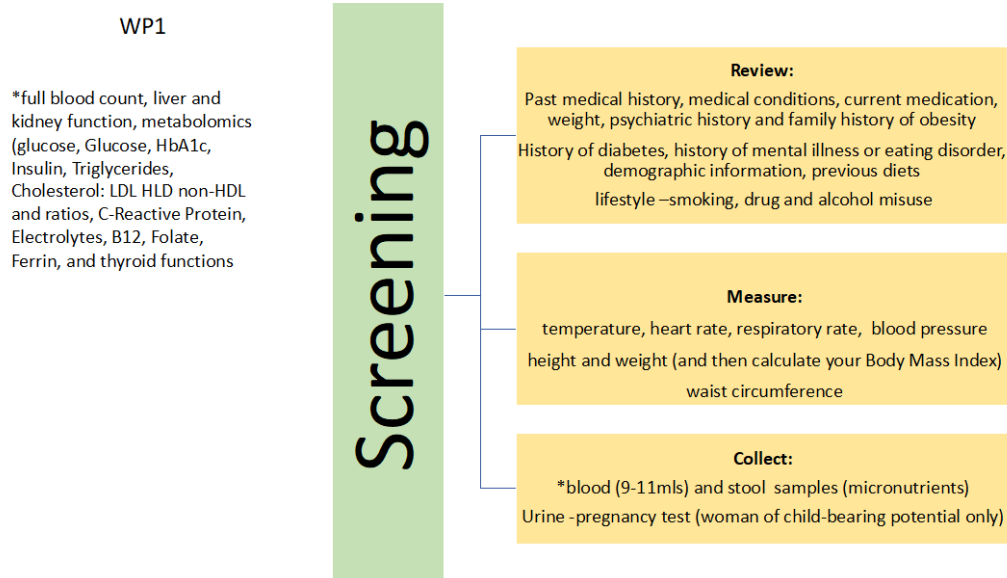 WP1
*full blood count, liver and
kidney function, metabolomics
(glucose, Glucose, HbA1c,
Insulin, Triglycerides,
Cholesterol: LDL HLD non-HDL
and ratios, C-Reactive Protein,
Electrolytes, B12, Folate,
Ferrin, and thyroid functions
Screening
Review:
Past medical history, medical conditions, current medication,
weight, psychiatric history and family history of obesity
History of diabetes, history of mental illness or eating disorder,
demographic information, previous diets
lifestyle –smoking, drug and alcohol misuse
Measure:
temperature, heart rate, respiratory rate, blood pressure
height and weight (and then calculate your Body Mass Index)
waist circumference
Collect:
*blood (9-11mls) and stool samples (micronutrients)
Urine -pregnancy test (woman of child-bearing potential only)